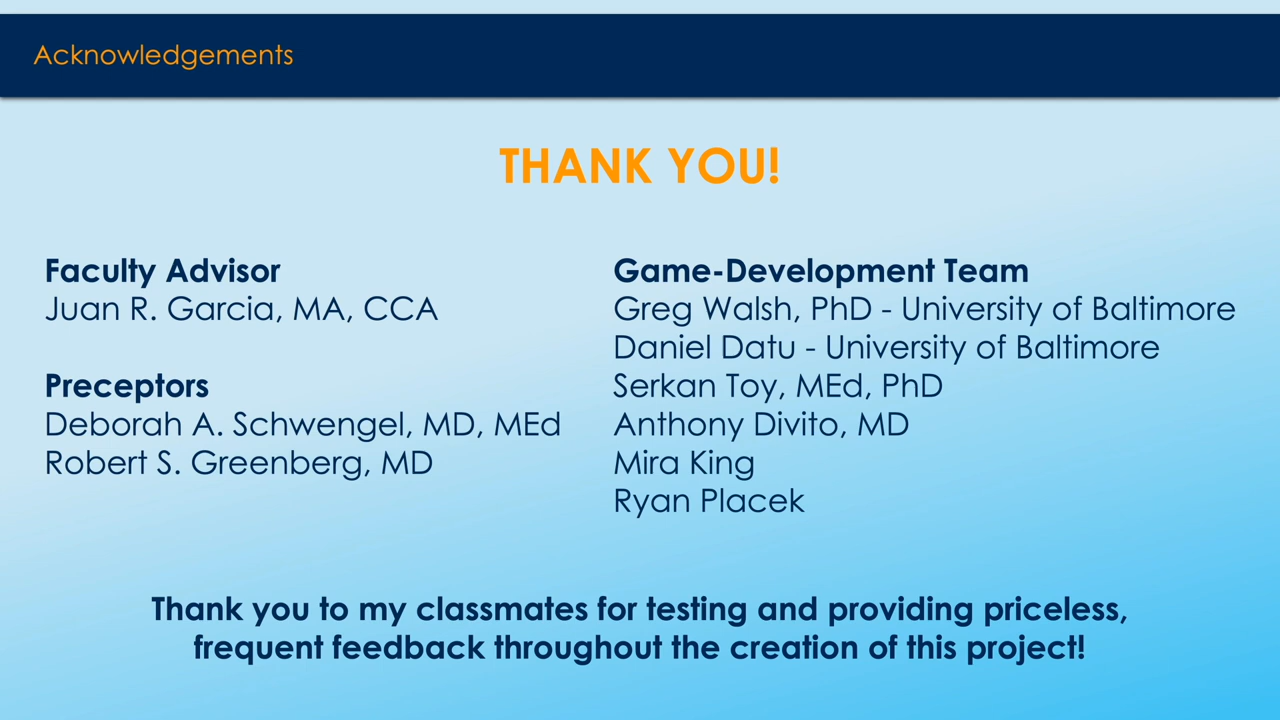 Acknowledgements
THANK YOU!
Faculty Advisor
Juan R. Garcia, MA, CCA
Preceptors
Deborah A. Schwengel, MD, MEd
Robert S. Greenberg, MD
Game-Development Team
Greg Walsh, PhD - University of Baltimore
Daniel Datu - University of Baltimore
Serkan Toy, MEd, PhD
Anthony Divito, MD
Mira King
Ryan Placek
Thank you to my classmates for testing and providing priceless,
frequent feedback throughout the creation of this project!